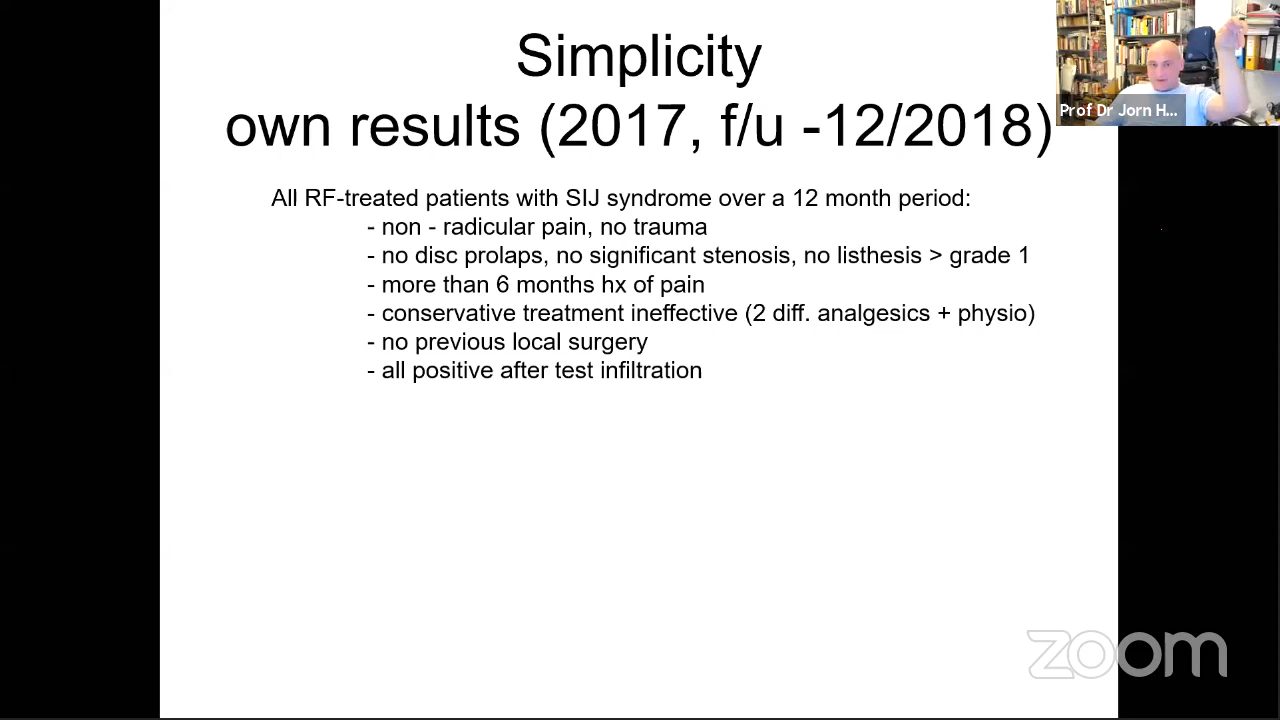 Simplicity
own results (2017, f/u -12/2018)
Prof Dr Jorn H...
All RF-treated patients with SIJ syndrome over a 12 month period:
- non - radicular pain, no trauma
- no disc prolaps, no significant stenosis, no listhesis > grade 1
- more than 6 months hx of pain
- conservative treatment ineffective (2 diff. analgesics + physio)
- no previous local surgery
- all positive after test infiltration
zoom